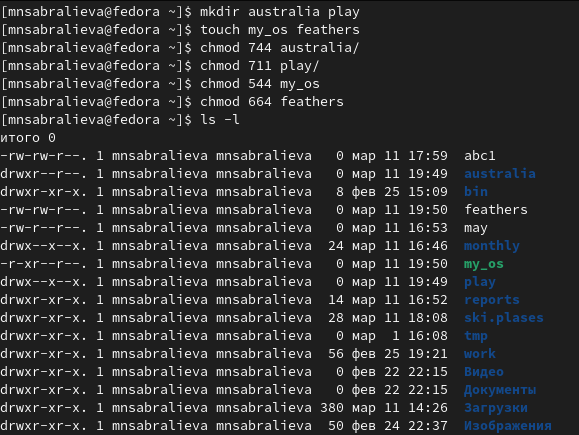 [mnsabralieva@fedora ~]$ mkdir australia play
[mnsabralieva@fedora ~]$ touch my_os feathers
[mnsabralieva@fedora ~]$ chmod 744 australia/
[mnsabralieva@fedora ~]$ chmod 711 play/
[mnsabralieva@fedora ~]$ chmod 544 my_os
[mnsabralieva@fedora ~]$ chmod 664 feathers
[mnsabralieva@fedora ~]$ ls -l
итого 0
-rw-rw-r--. 1 mnsabralieva mnsabralieva   0 мар 11 17:59  abc1
drwxr--r--. 1 mnsabralieva mnsabralieva   0 мар 11 19:49  australia
drwxr-xr-x. 1 mnsabralieva mnsabralieva   8 фев 25 15:09  bin
-rw-rw-r--. 1 mnsabralieva mnsabralieva   0 мар 11 19:50  feathers
-rw-rw-r--. 1 mnsabralieva mnsabralieva   0 мар 11 16:53  may
drwx--x--x. 1 mnsabralieva mnsabralieva  24 мар 11 16:46  monthly
-r-xr--r--. 1 mnsabralieva mnsabralieva   0 мар 11 19:50  my_os
drwx--x--x. 1 mnsabralieva mnsabralieva   0 мар 11 19:49  play
drwxr-xr-x. 1 mnsabralieva mnsabralieva  14 мар 11 16:52  reports
drwxr-xr-x. 1 mnsabralieva mnsabralieva  28 мар 11 18:08  ski.plases
drwxr-xr-x. 1 mnsabralieva mnsabralieva   0 мар  1 16:08  tmp
drwxr-xr-x. 1 mnsabralieva mnsabralieva  56 фев 25 19:21  work
drwxr-xr-x. 1 mnsabralieva mnsabralieva   0 фев 22 22:15  Видео
drwxr-xr-x. 1 mnsabralieva mnsabralieva   0 фев 22 22:15  Документы
drwxr-xr-x. 1 mnsabralieva mnsabralieva 380 мар 11 14:26  Загрузки
drwxr-xr-x. 1 mnsabralieva mnsabralieva  50 фев 24 22:37  Изображения